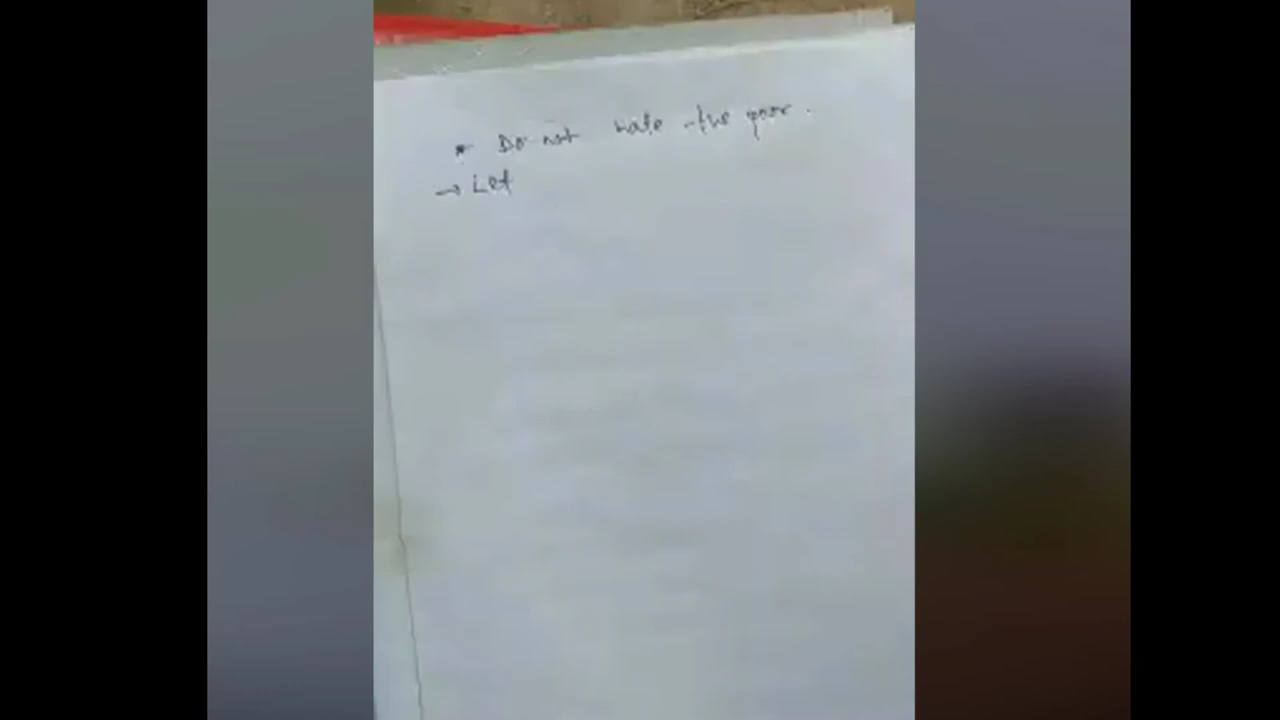 * Do not hate the poor.
→ Let